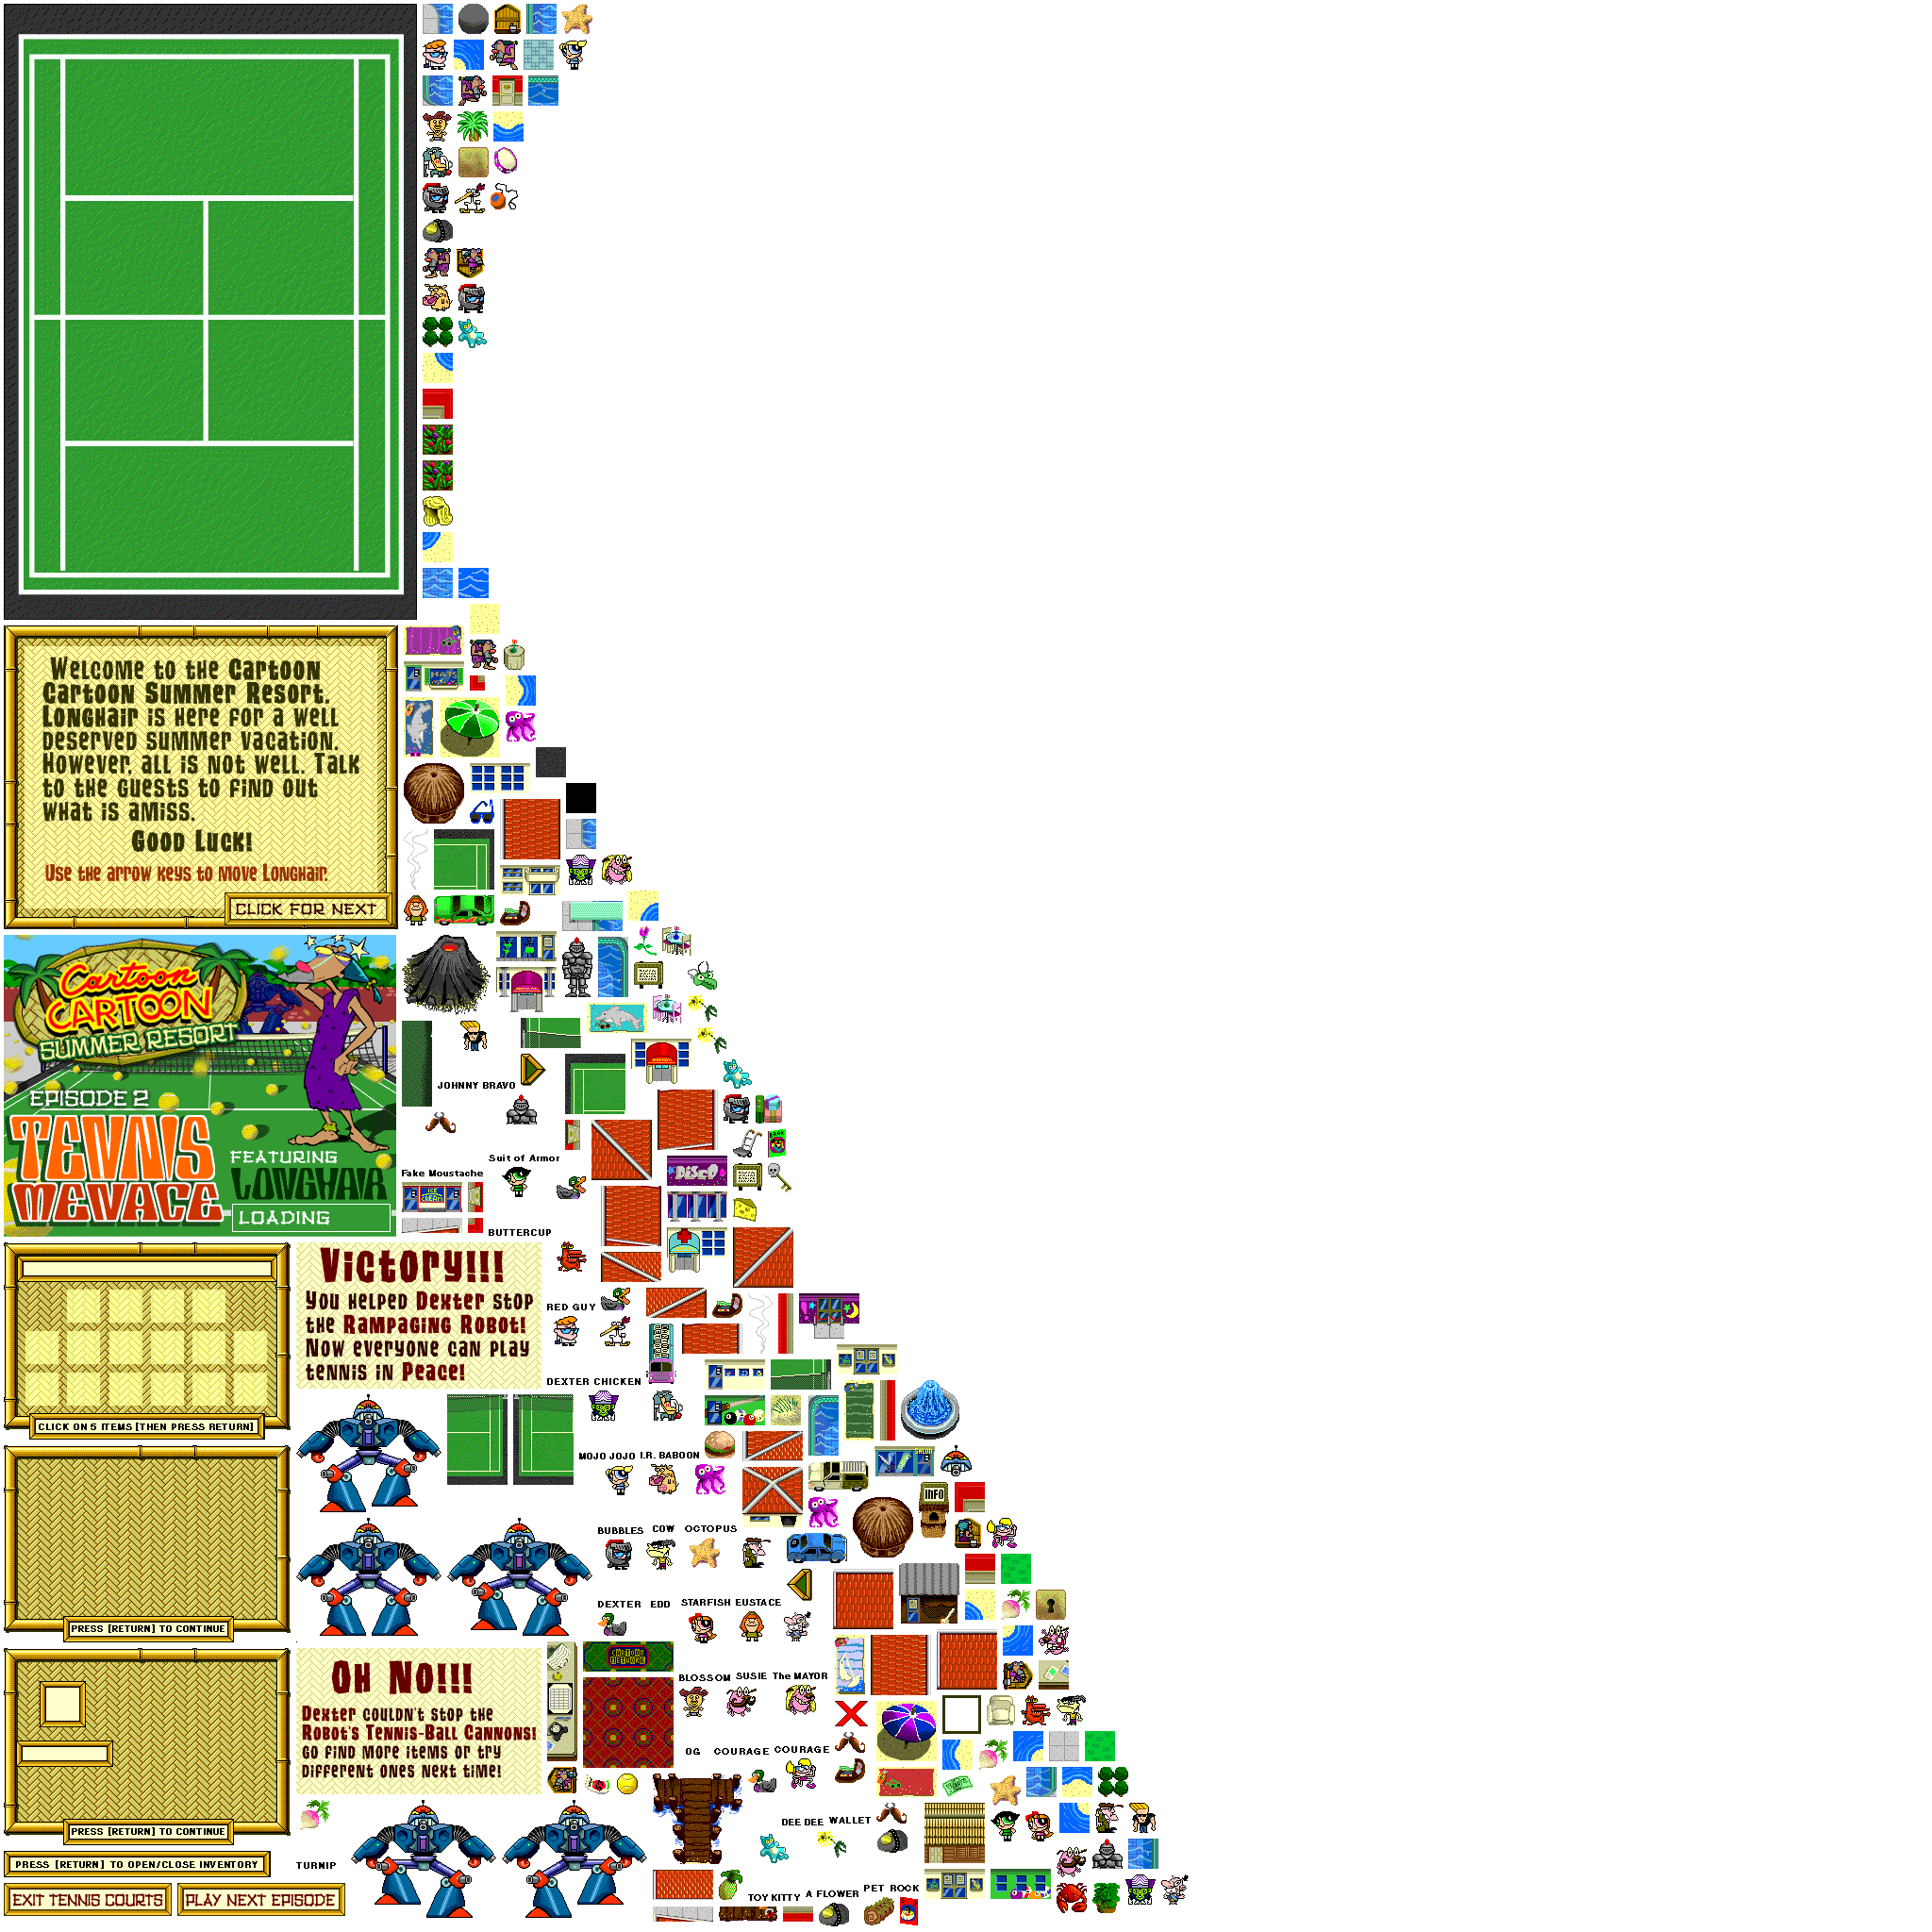 Welcome to the Cartoon
Cartoon Summer Resort.
Longhair is here for a well
deserved summer vacation.
However, all is not well. Talk
to the guests to find out
what is amiss.
Good Luck!
Use the arrow keys to move Longhair.
CLICK FOR NEXT
HATS
Cartoon
CARTOON
SUMMER RESORT
EPISODE 2
TENNIS
MENACE
FEATURING
LONGHAIR
LOADING
JOHNNY BRAVO
Suit of Armor
Fake Moustache
ICE
CREAM
BUTTERCUP
DISCO
CLICK ON 5 ITEMS [THEN PRESS RETURN]
Victory!!!
You helped Dexter stop
the Rampaging Robot!
Now everyone can play
tennis in Peace!
RED GUY
DEXTER CHICKEN
MOJO JOJO I.R. BABOON
BUBBLES COW OCTOPUS
INFO
DEXTER EDD STARFISH EUSTACE
PRESS [RETURN] TO CONTINUE
Oh No!!!
Dexter couldn't stop the
Robot's Tennis-Ball Cannons!
Go find more items or try
different ones next time!
CARTOON
NETWORK
BLOSSOM SUSIE The MAYOR
OG COURAGE COURAGE
DEE DEE WALLET
PRESS [RETURN] TO CONTINUE
TURNIP
PRESS [RETURN] TO OPEN/CLOSE INVENTORY
TOY KITTY A FLOWER PET ROCK
EXIT TENNIS COURTS
PLAY NEXT EPISODE